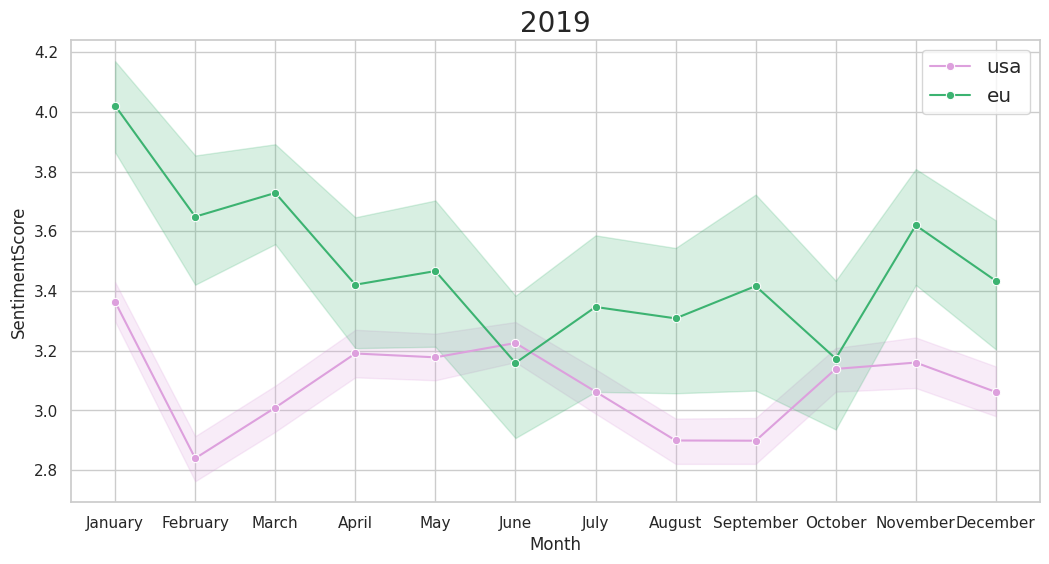 2019
usa
eu
4.2
4.0
3.8
3.6
3.4
3.2
3.0
2.8
SentimentScore
January February March April May June July August September October November December
Month